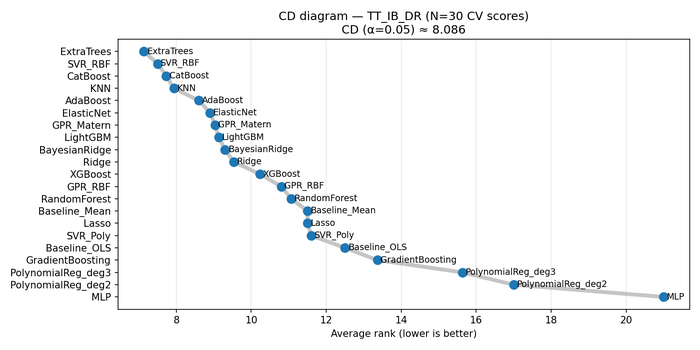 CD diagram — TT_IB_DR (N=30 CV scores)
CD (α=0.05) ≈ 8.086
ExtraTrees ExtraTrees
SVR_RBF SVR_RBF
CatBoost CatBoost
KNN KNN
AdaBoost AdaBoost
ElasticNet ElasticNet
GPR_Matern GPR_Matern
LightGBM LightGBM
BayesianRidge BayesianRidge
Ridge Ridge
XGBoost XGBoost
GPR_RBF GPR_RBF
RandomForest RandomForest
Baseline_Mean Baseline_Mean
Lasso Lasso
SVR_Poly SVR_Poly
Baseline_OLS Baseline_OLS
GradientBoosting GradientBoosting
PolynomialReg_deg3 PolynomialReg_deg3
PolynomialReg_deg2 PolynomialReg_deg2
MLP MLP
8 10 12 14 16 18 20
Average rank (lower is better)